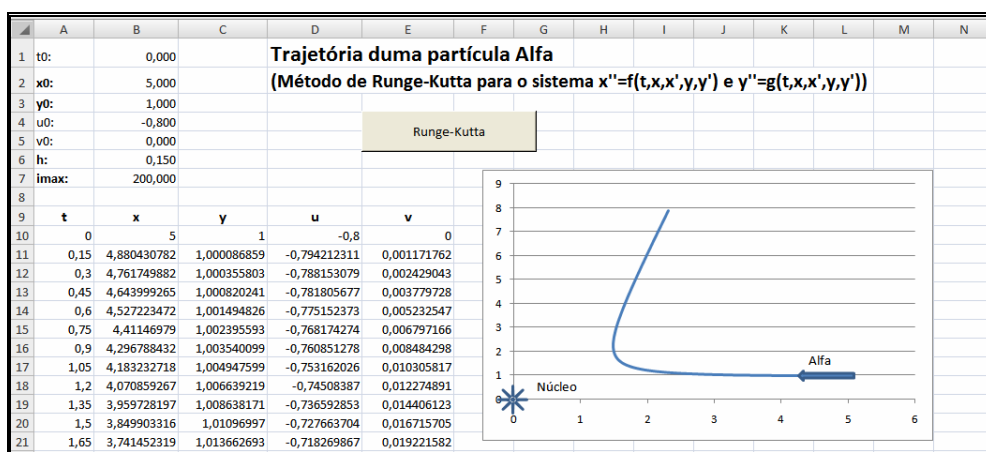 A B C D E F G H I J K L M N
1 t0: 0,000 Trajetória duma partícula Alfa
2 x0: 5,000 (Método de Runge-Kutta para o sistema x''=f(t,x,x',y,y') e y''=g(t,x,x',y,y'))
3 y0: 1,000
4 u0: -0,800
Runge-Kutta
5 v0: 0,000
6 h: 0,150
7 imax: 200,000
8
9 t x y u v
10 0 5 1 -0,8 0
11 0,15 4,880430782 1,000086859 -0,794212311 0,001171762
12 0,3 4,761749882 1,000355803 -0,788153079 0,002429043
13 0,45 4,643999265 1,000820241 -0,781805677 0,003779728
14 0,6 4,527223472 1,001494826 -0,775152373 0,005232547
15 0,75 4,41146979 1,002395593 -0,768174274 0,006797166
16 0,9 4,296788432 1,003540099 -0,760851278 0,008484298
17 1,05 4,183232718 1,004947599 -0,753162026 0,010305817
18 1,2 4,070859267 1,006639219 -0,74508387 0,012274891
19 1,35 3,959728197 1,008638171 -0,736592853 0,014406123
20 1,5 3,849903316 1,01096997 -0,727663704 0,016715705
21 1,65 3,741452319 1,013662693 -0,718269867 0,019221582
9
8
7
6
5
4
3
2
1
0
Alfa
Núcleo
0 1 2 3 4 5 6